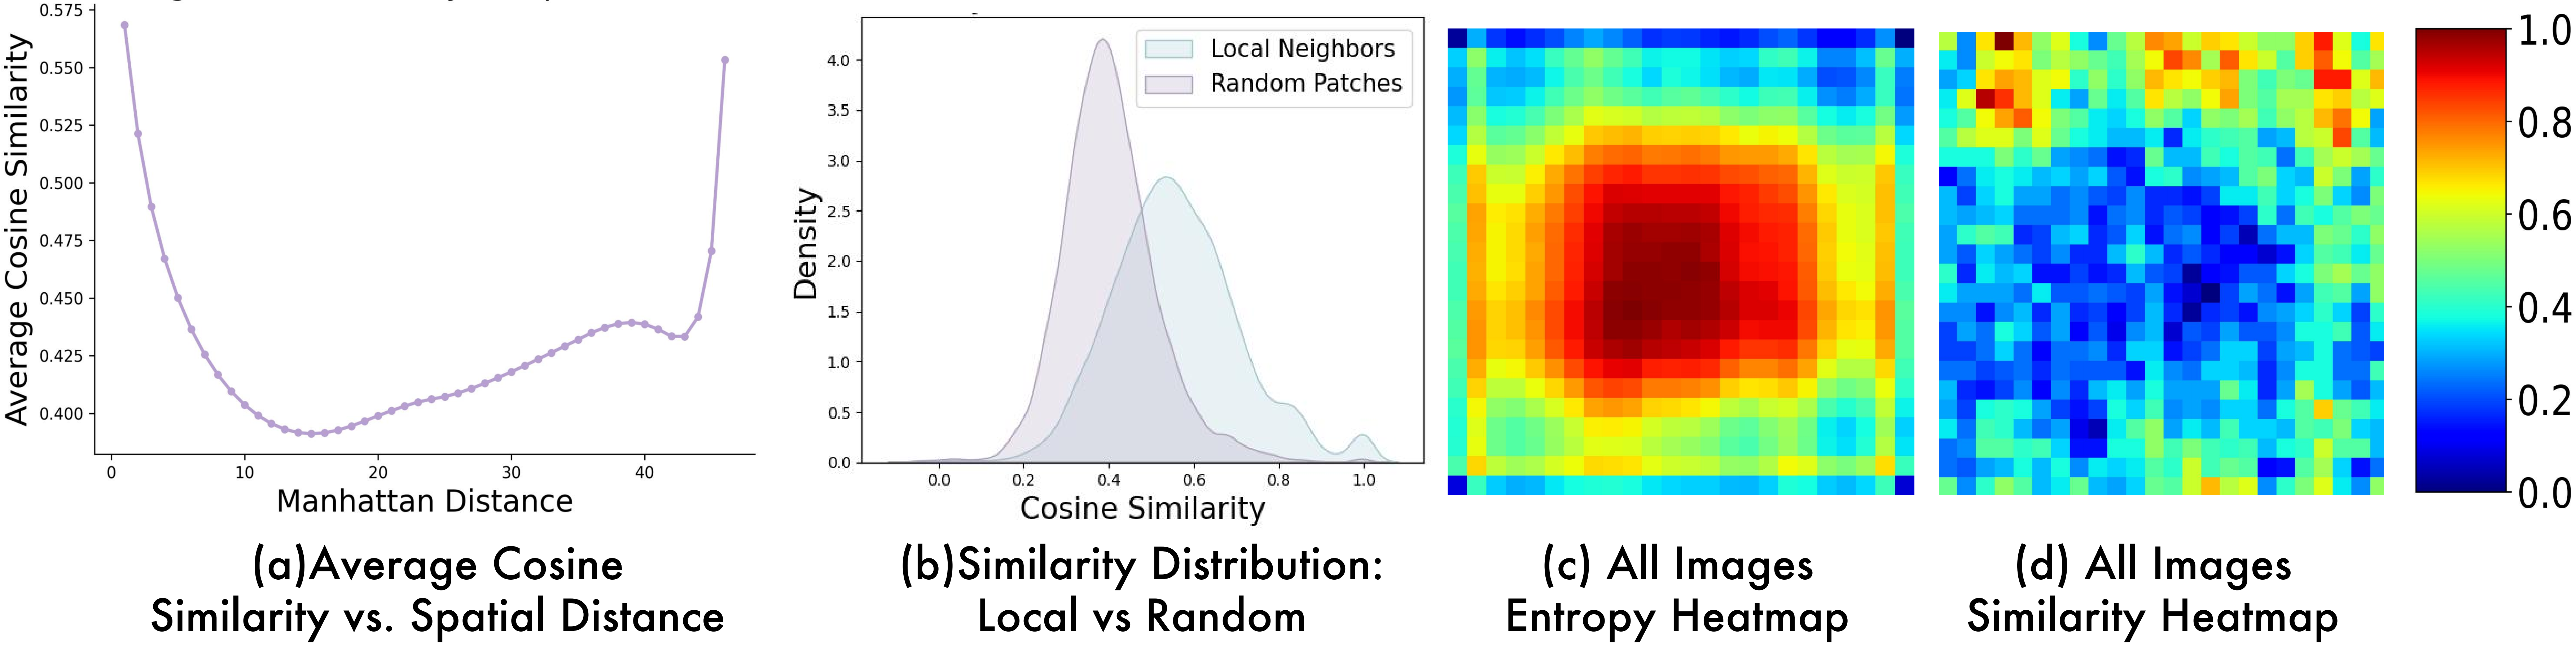 0.575
0.550
0.525
0.500
0.475
0.450
0.425
0.400
Average Cosine Similarity
0 10 20 30 40
Manhattan Distance
(a)Average Cosine
Similarity vs. Spatial Distance
Local Neighbors
Random Patches
4.0
3.5
3.0
2.5
2.0
1.5
1.0
0.5
0.0
Density
0.0 0.2 0.4 0.6 0.8 1.0
Cosine Similarity
(b)Similarity Distribution:
Local vs Random
(c) All Images
Entropy Heatmap
(d) All Images
Similarity Heatmap
1.0
0.8
0.6
0.4
0.2
0.0